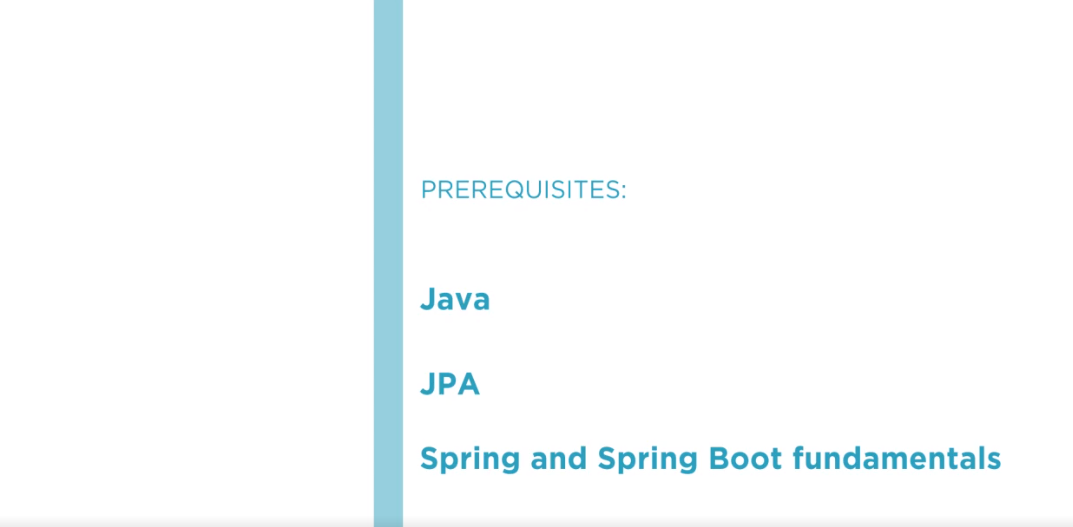 PREREQUISITES:
Java
JPA
Spring and Spring Boot fundamentals